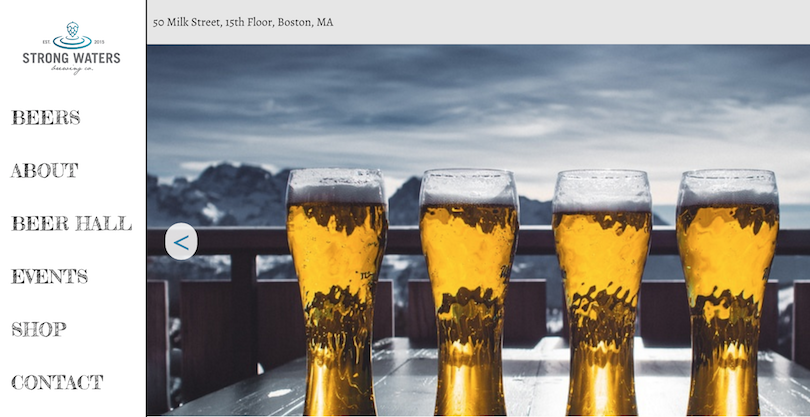 EST. 2013
STRONG WATERS
brewing co.
50 Milk Street, 15th Floor, Boston, MA
BEERS
ABOUT
BEER HALL
EVENTS
SHOP
CONTACT
<